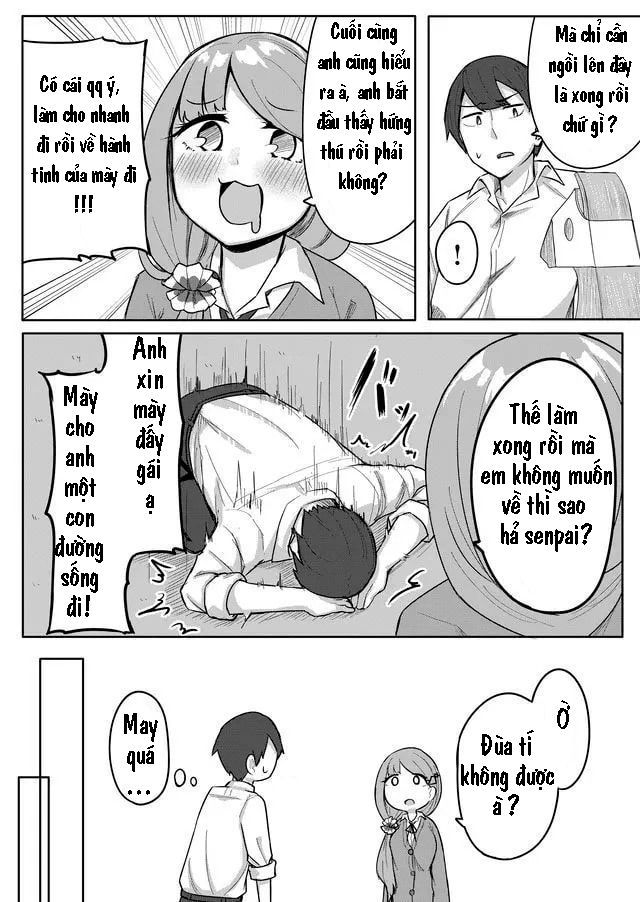 Mà chỉ cần
ngồi lên đây
là xong rồi
chứ gì?
!
Cuối cùng
anh cũng hiểu
ra à, anh bắt
đầu thấy hứng
thú rồi phải
không?
Có cái qq ý,
làm cho nhanh
đi rồi về hành
tinh của mày đi
!!!
Thế làm
xong rồi mà
em không muốn
về thì sao
hả senpai?
Anh
xin
mày
đấy
gái
ạ
Mày
cho
anh
một
con
đường
sống
đi!
Ờ
Đùa tí
không được
à?
May
quá
...